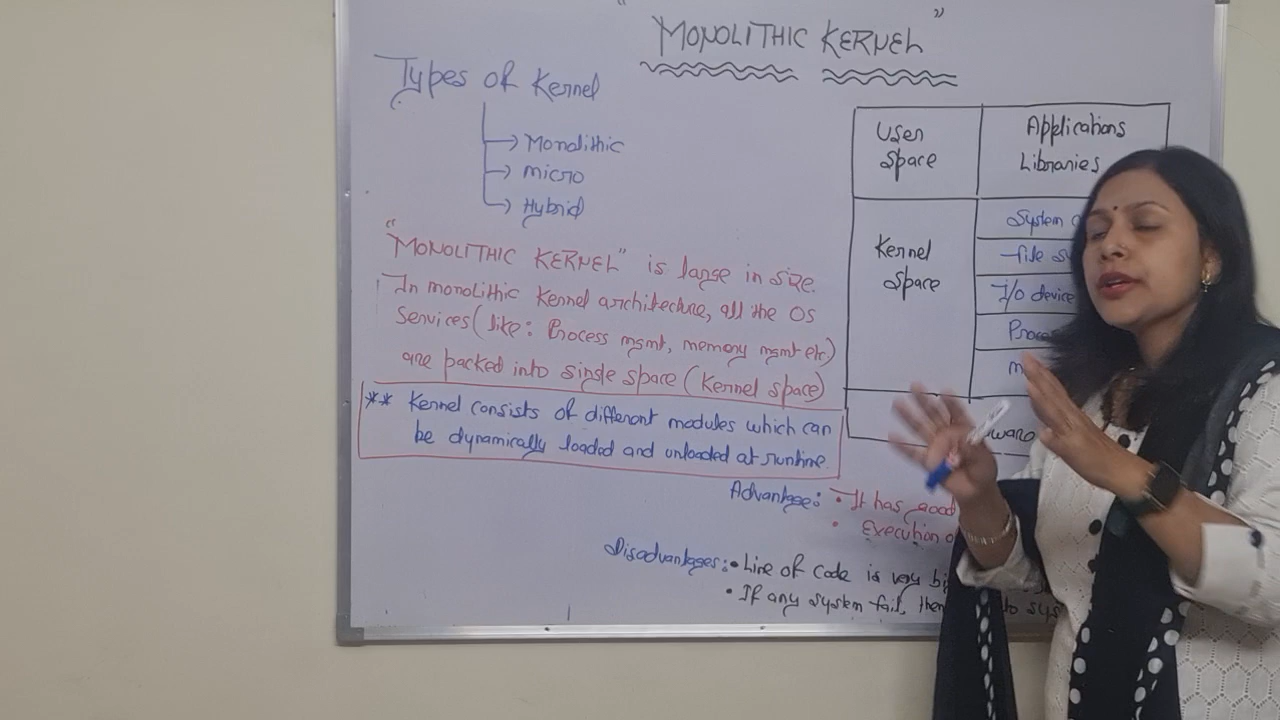 "MONOLITHIC KERNEL"
Types of Kernel
→ Monolithic
→ micro
→ Hybrid
"MONOLITHIC KERNEL" is large in size.
In monolithic Kernel architecture, all the OS
Services (like: Process mgmt, memory mgmt etc)
are packed into single space (Kernel space)
** Kernel consists of different modules which can
be dynamically loaded and unloaded at runtime.
User
Space
Applications
Libraries
Kernel
Space
System
file
I/O device
Advantage: • It has good
• Execution
Disadvantages: • Line of code is very
• If any system fail,